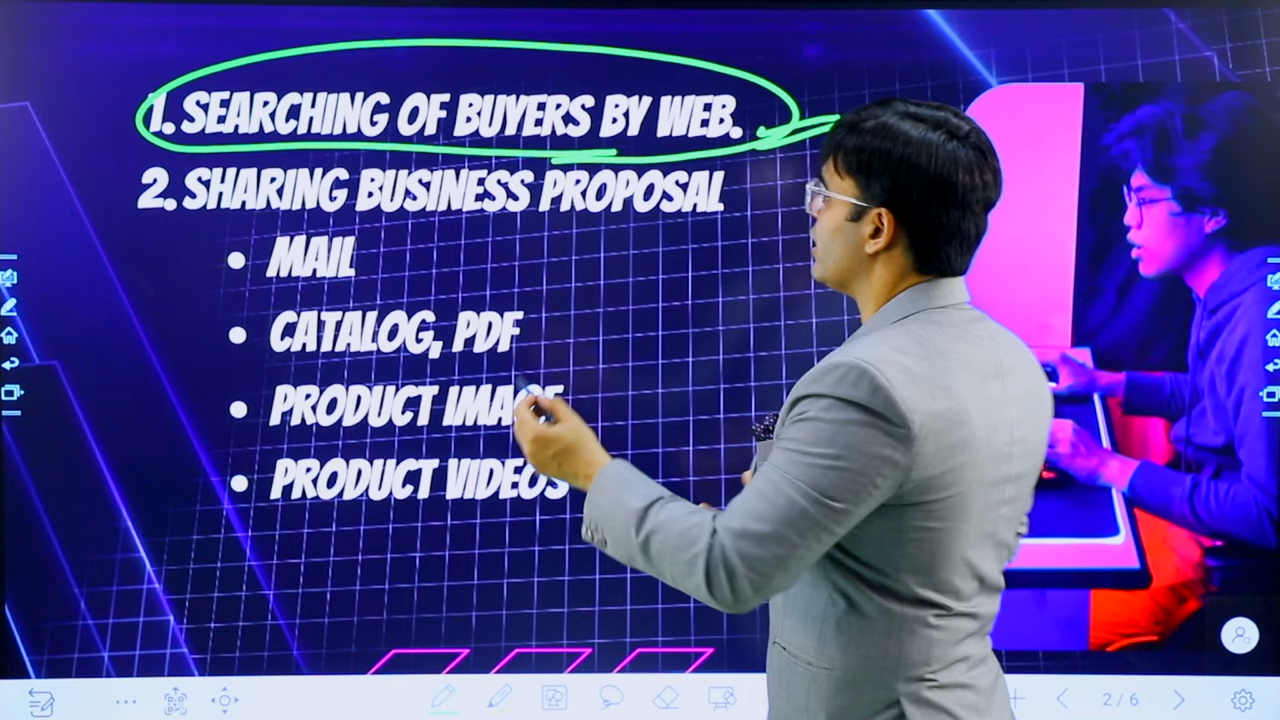 1. SEARCHING OF BUYERS BY WEB.
2. SHARING BUSINESS PROPOSAL
• MAIL
• CATALOG, PDF
• PRODUCT IMAGE
• PRODUCT VIDEOS
2/6